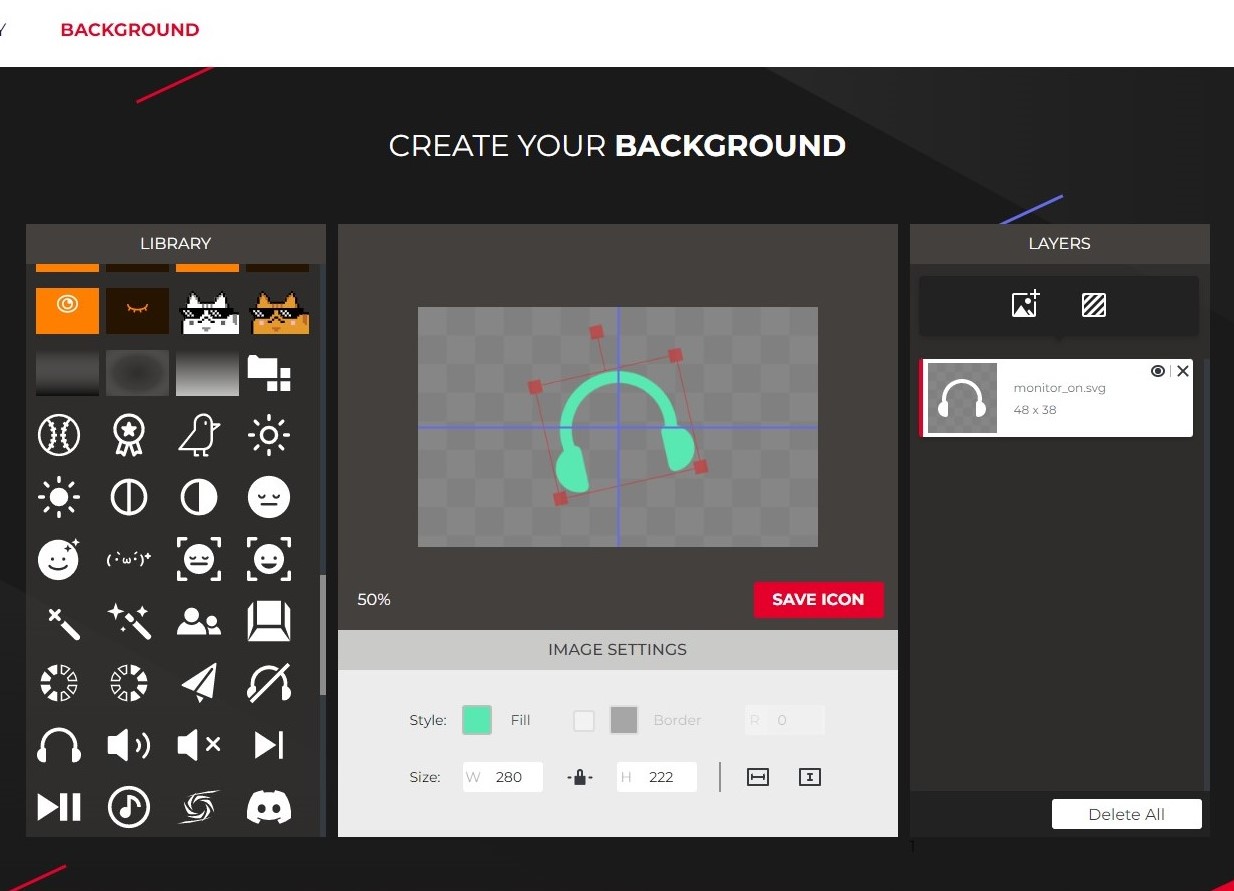 BACKGROUND
CREATE YOUR BACKGROUND
LIBRARY
LAYERS
monitor_on.svg
48 x 38
50%
SAVE ICON
IMAGE SETTINGS
Style: Fill Border R 0
Size: W 280 H 222
Delete All